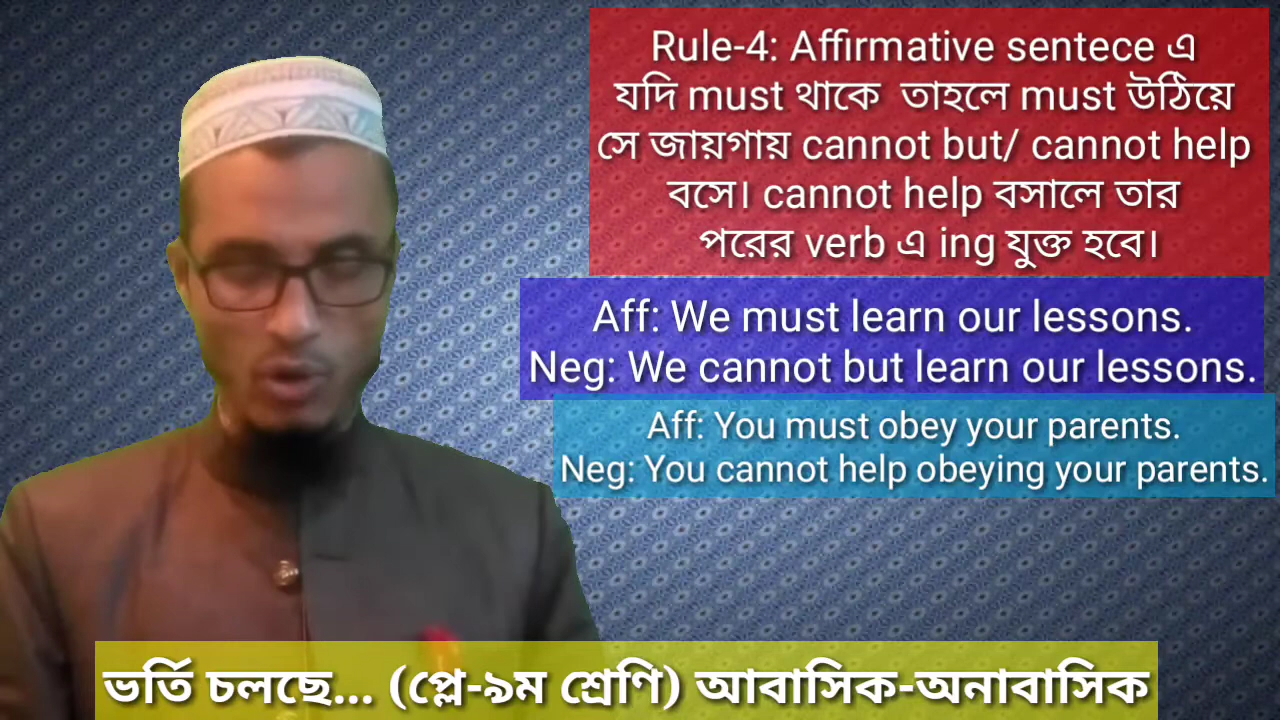 Rule-4: Affirmative sentece এ
যদি must থাকে তাহলে must উঠিয়ে
সে জায়গায় cannot but/ cannot help
বসে। cannot help বসালে তার
পরের verb এ ing যুক্ত হবে।
Aff: We must learn our lessons.
Neg: We cannot but learn our lessons.
Aff: You must obey your parents.
Neg: You cannot help obeying your parents.
ভর্তি চলছে... (প্লে-৯ম শ্রেণি) আবাসিক-অনাবাসিক